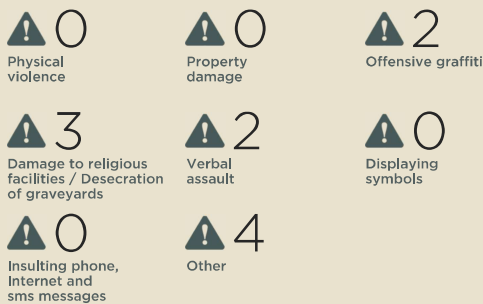 0
Physical
violence
0
Property
damage
2
Offensive graffiti
3
Damage to religious
facilities / Desecration
of graveyards
2
Verbal
assault
0
Displaying
symbols
0
Insulting phone,
Internet and
sms messages
4
Other